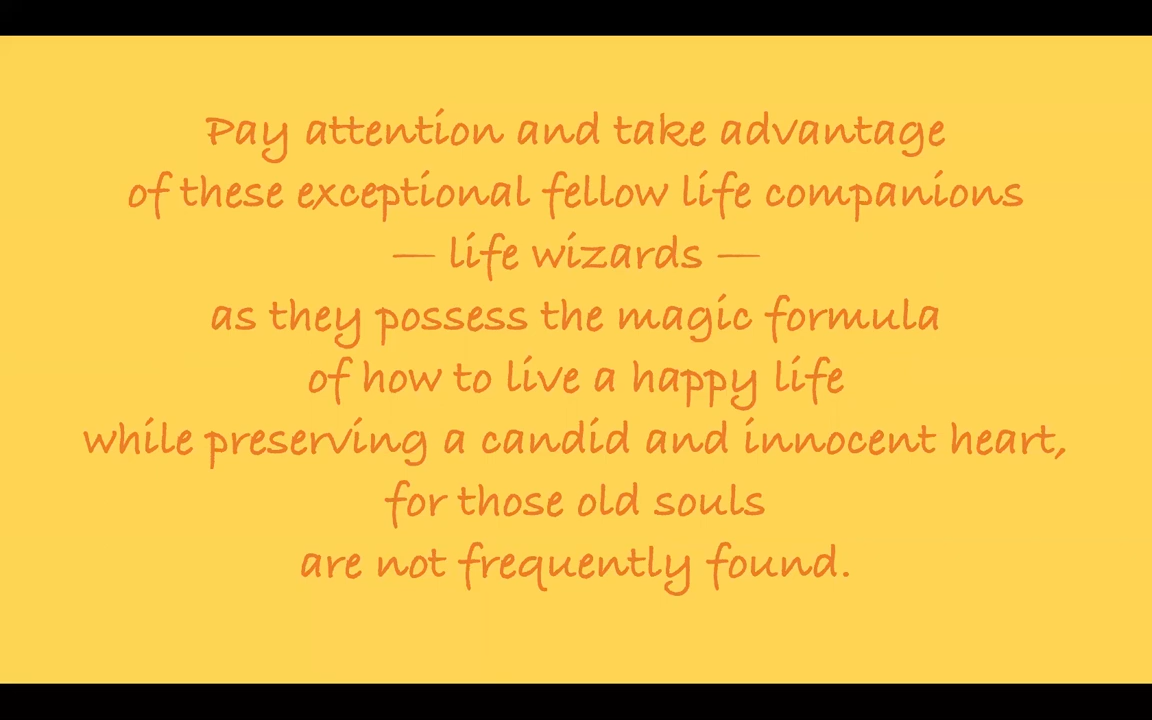 Pay attention and take advantage
of these exceptional fellow life companions
— life wizards —
as they possess the magic formula
of how to live a happy life
while preserving a candid and innocent heart,
for those old souls
are not frequently found.